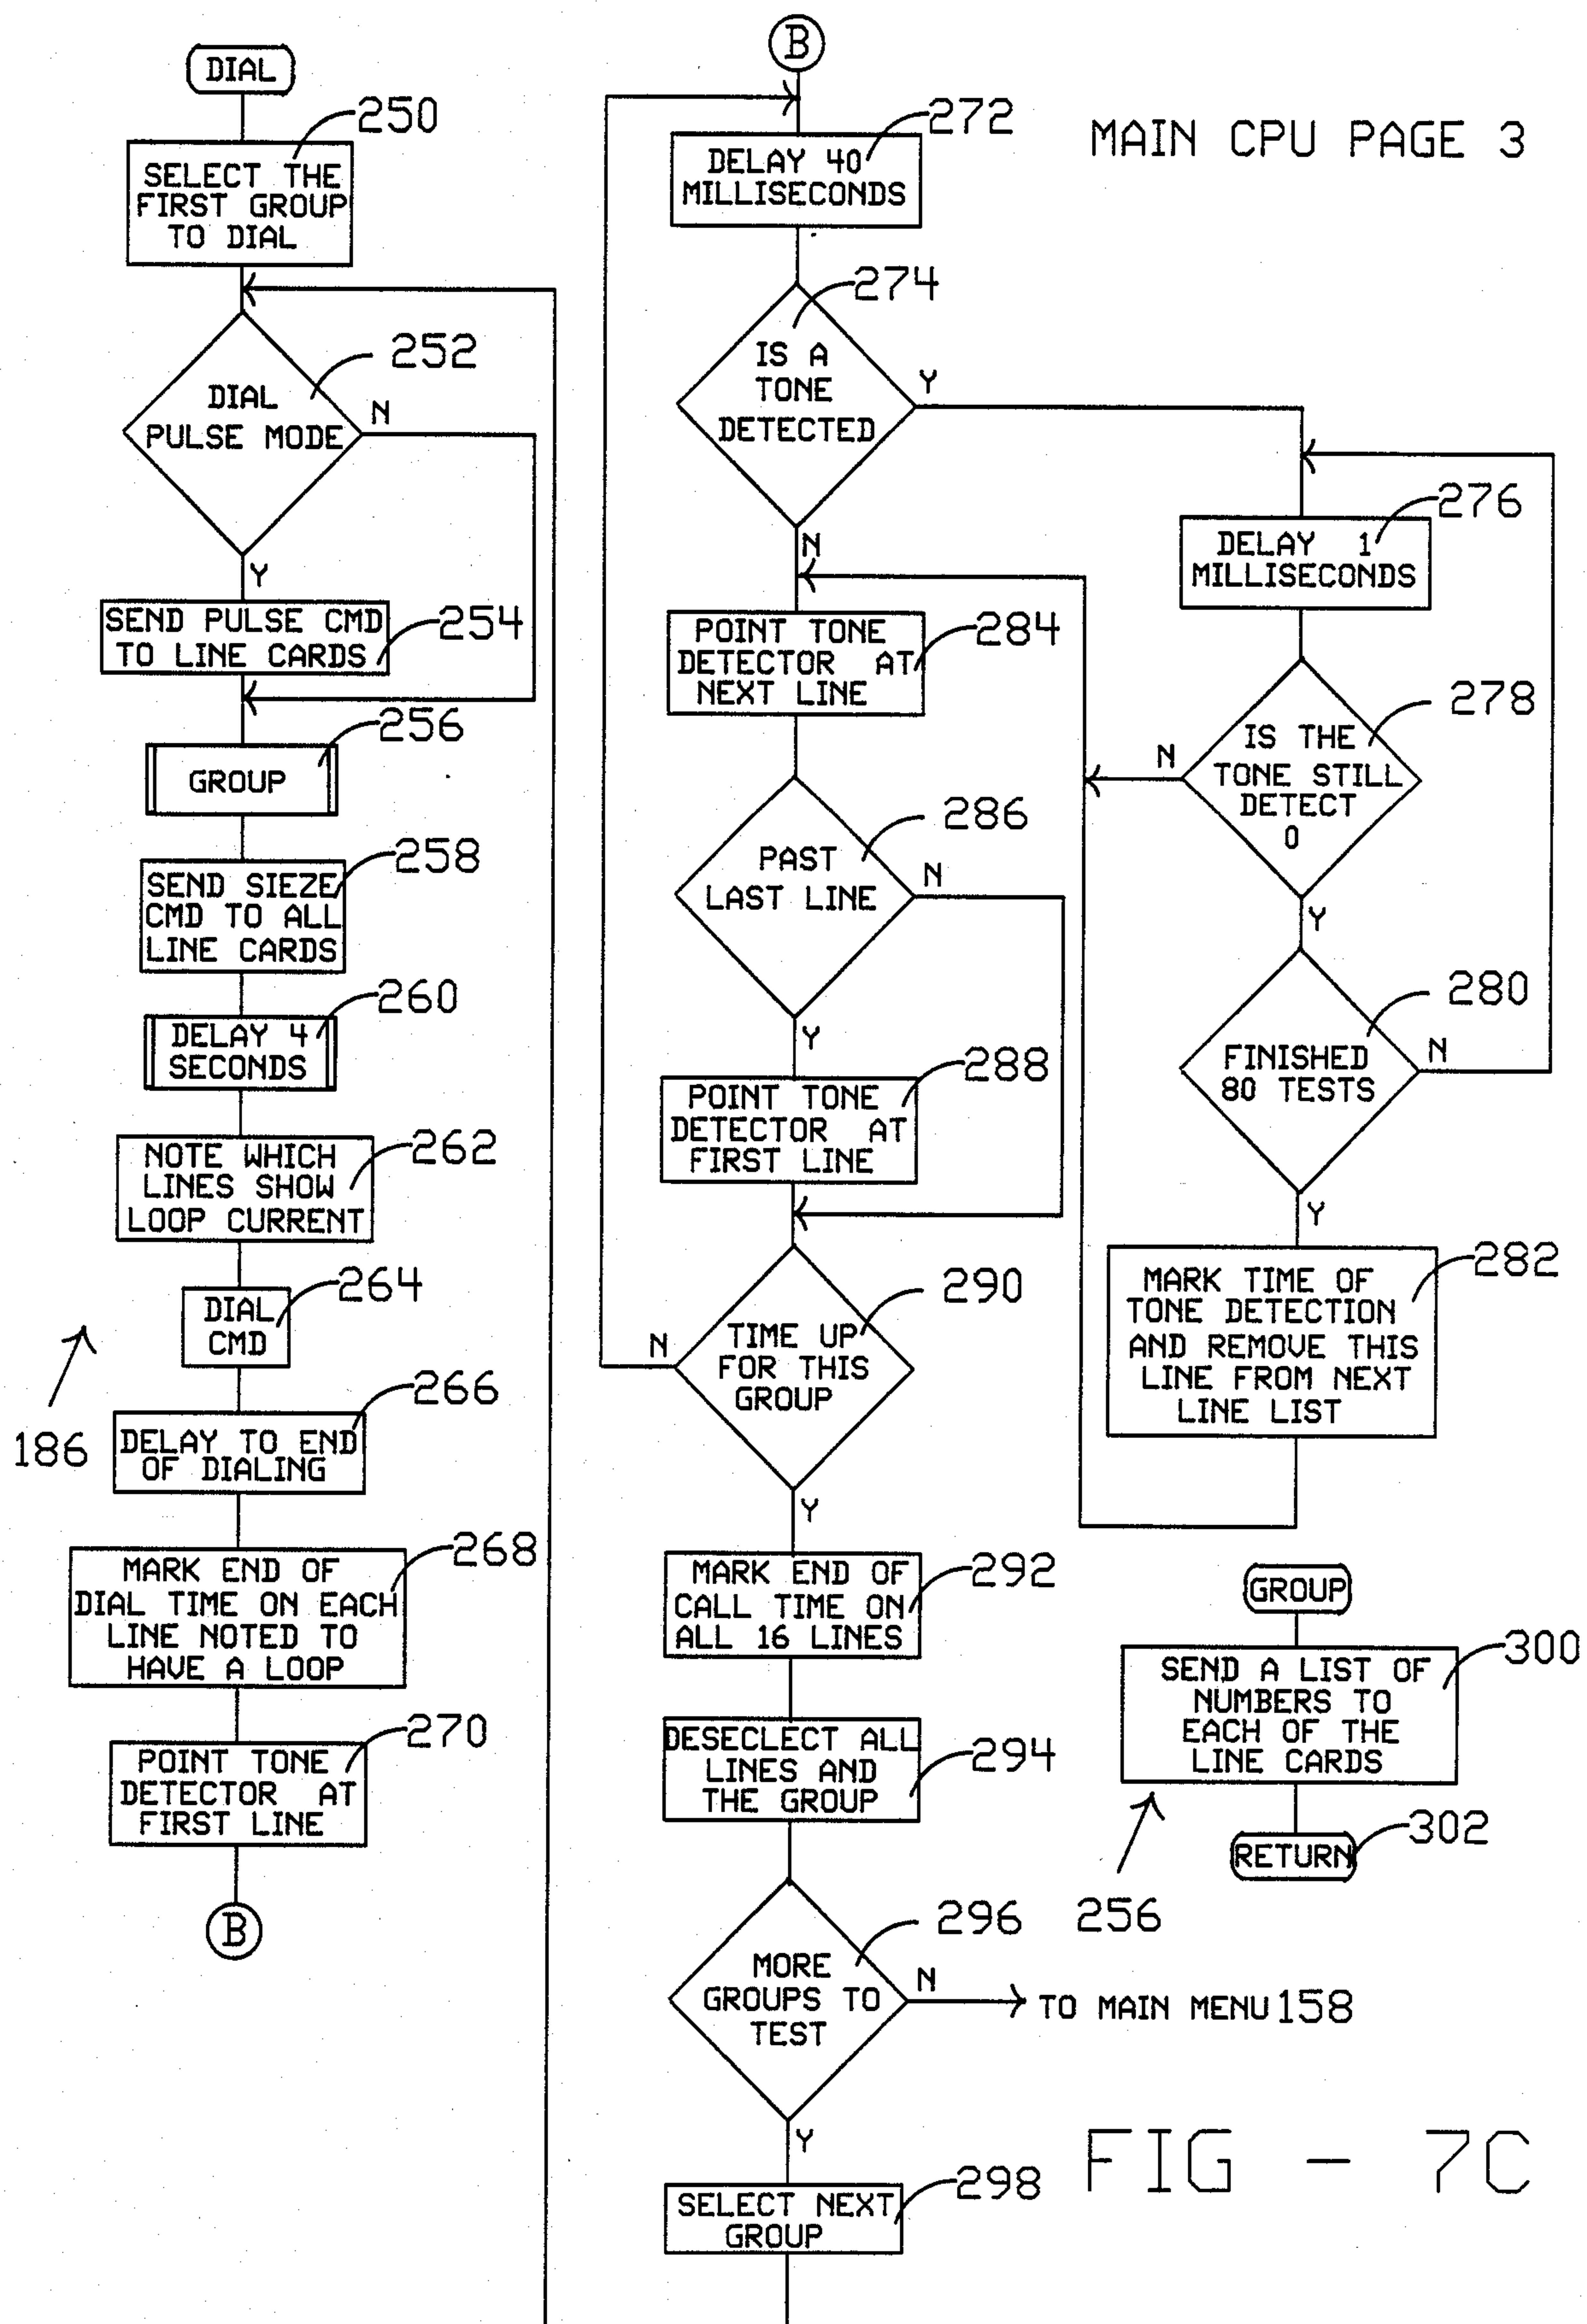 DIAL
250
SELECT THE
FIRST GROUP
TO DIAL
252
DIAL
PULSE MODE
N
Y
SEND PULSE CMD
TO LINE CARDS
254
256
GROUP
258
SEND SIEZE
CMD TO ALL
LINE CARDS
260
DELAY 4
SECONDS
NOTE WHICH
LINES SHOW
LOOP CURRENT
262
264
DIAL
CMD
186
266
DELAY TO END
OF DIALING
268
MARK END OF
DIAL TIME ON EACH
LINE NOTED TO
HAVE A LOOP
270
POINT TONE
DETECTOR AT
FIRST LINE
B
B
272
DELAY 40
MILLISECONDS
MAIN CPU PAGE 3
274
IS A
TONE
DETECTED
Y
N
276
DELAY 1
MILLISECONDS
278
IS THE
TONE STILL
DETECT
0
N
Y
280
FINISHED
80 TESTS
N
Y
282
MARK TIME OF
TONE DETECTION
AND REMOVE THIS
LINE FROM NEXT
LINE LIST
POINT TONE
DETECTOR AT
NEXT LINE
284
286
PAST
LAST LINE
N
Y
288
POINT TONE
DETECTOR AT
FIRST LINE
290
TIME UP
FOR THIS
GROUP
N
Y
MARK END OF
CALL TIME ON
ALL 16 LINES
292
DESECLECT ALL
LINES AND
THE GROUP
294
296
MORE
GROUPS TO
TEST
N
TO MAIN MENU 158
Y
SELECT NEXT
GROUP
298
GROUP
300
SEND A LIST OF
NUMBERS TO
EACH OF THE
LINE CARDS
302
RETURN
256
FIG - 7C